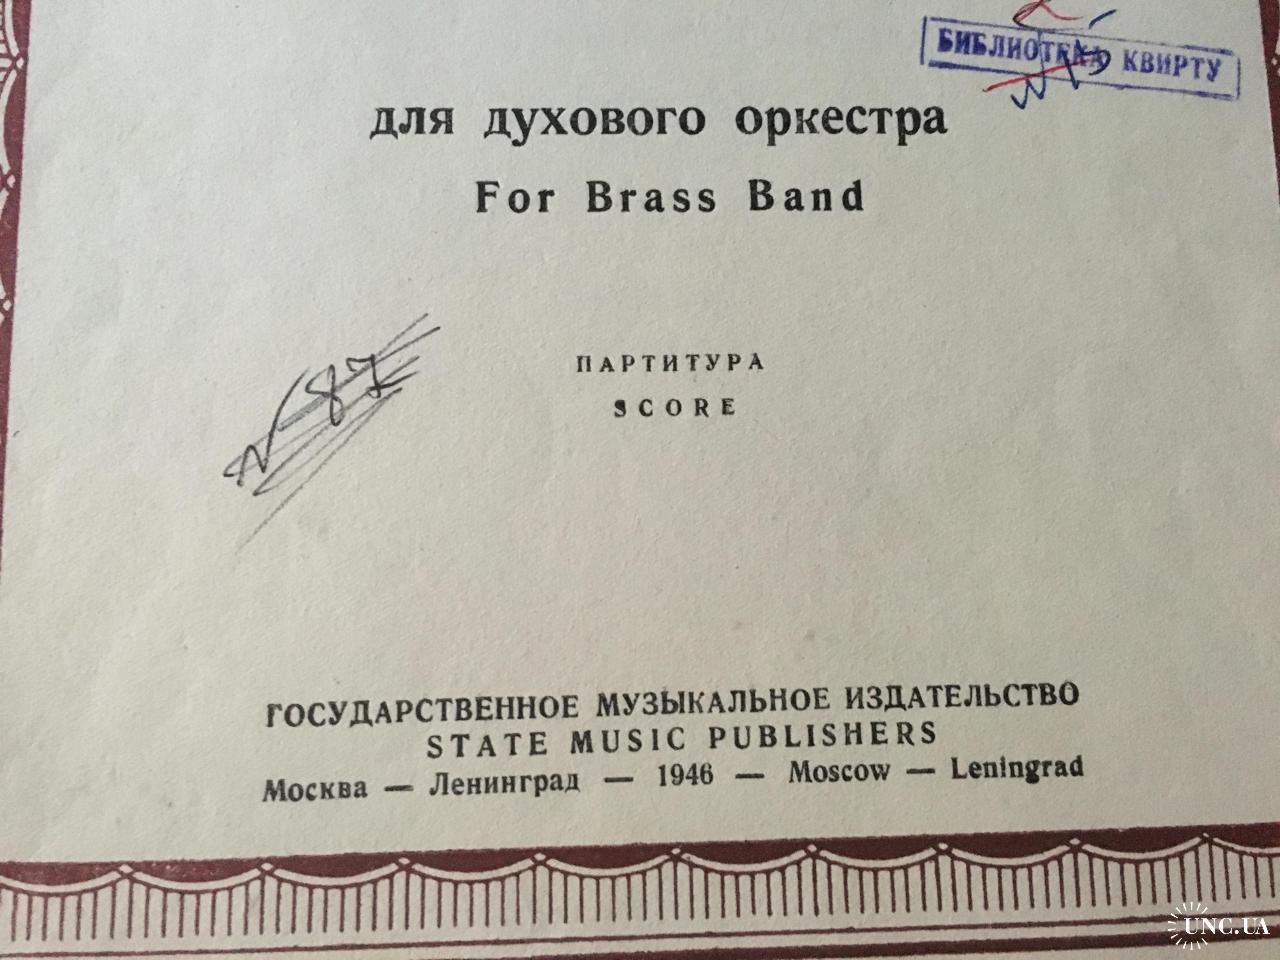 БИБЛИОТЕКА КВИРТУ
для духового оркестра
For Brass Band
№ 87
ПАРТИТУРА
SCORE
ГОСУДАРСТВЕННОЕ МУЗЫКАЛЬНОЕ ИЗДАТЕЛЬСТВО
STATE MUSIC PUBLISHERS
Москва — Ленинград — 1946 — Moscow — Leningrad
UNC.UA